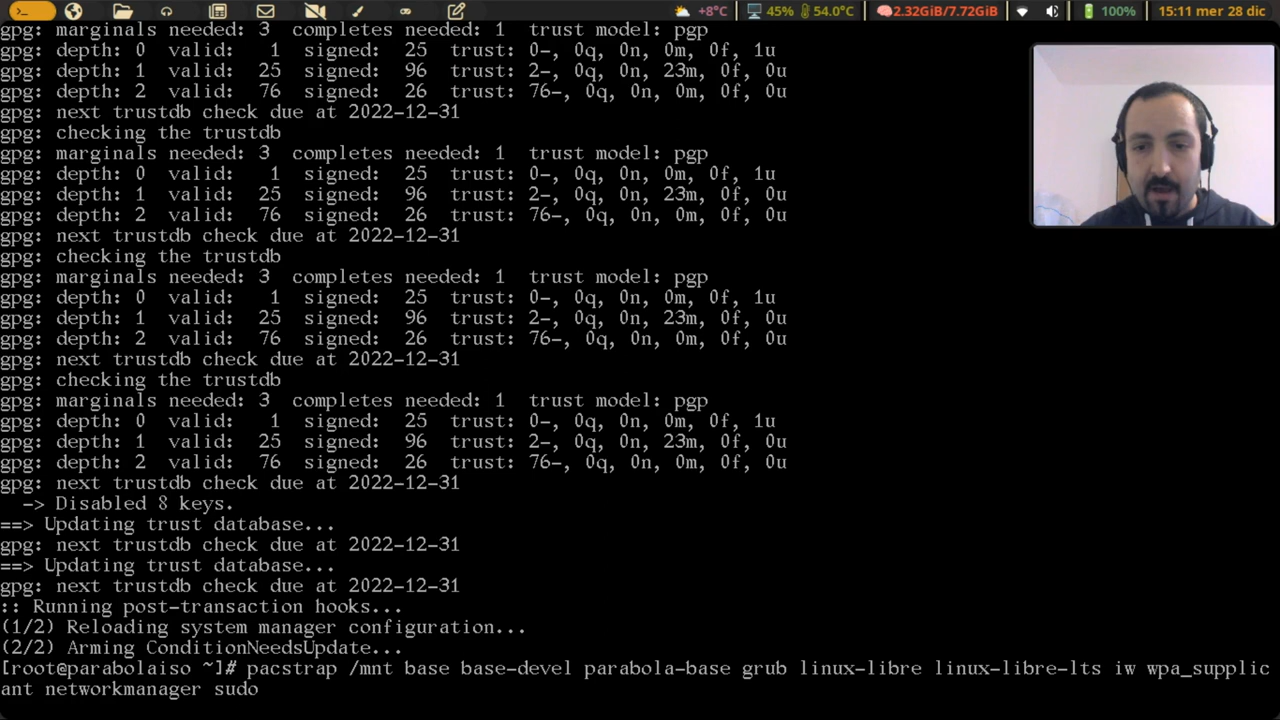 +8°C 45% 54.0°C 2.32GiB/7.72GiB 100% 15:11 mer 28 dic
gpg: marginals needed: 3  completes needed: 1  trust model: pgp
gpg: depth: 0  valid:   1  signed:  25  trust: 0-, 0q, 0n, 0m, 0f, 1u
gpg: depth: 1  valid:  25  signed:  96  trust: 2-, 0q, 0n, 23m, 0f, 0u
gpg: depth: 2  valid:  76  signed:  26  trust: 76-, 0q, 0n, 0m, 0f, 0u
gpg: next trustdb check due at 2022-12-31
gpg: checking the trustdb
gpg: marginals needed: 3  completes needed: 1  trust model: pgp
gpg: depth: 0  valid:   1  signed:  25  trust: 0-, 0q, 0n, 0m, 0f, 1u
gpg: depth: 1  valid:  25  signed:  96  trust: 2-, 0q, 0n, 23m, 0f, 0u
gpg: depth: 2  valid:  76  signed:  26  trust: 76-, 0q, 0n, 0m, 0f, 0u
gpg: next trustdb check due at 2022-12-31
gpg: checking the trustdb
gpg: marginals needed: 3  completes needed: 1  trust model: pgp
gpg: depth: 0  valid:   1  signed:  25  trust: 0-, 0q, 0n, 0m, 0f, 1u
gpg: depth: 1  valid:  25  signed:  96  trust: 2-, 0q, 0n, 23m, 0f, 0u
gpg: depth: 2  valid:  76  signed:  26  trust: 76-, 0q, 0n, 0m, 0f, 0u
gpg: next trustdb check due at 2022-12-31
gpg: checking the trustdb
gpg: marginals needed: 3  completes needed: 1  trust model: pgp
gpg: depth: 0  valid:   1  signed:  25  trust: 0-, 0q, 0n, 0m, 0f, 1u
gpg: depth: 1  valid:  25  signed:  96  trust: 2-, 0q, 0n, 23m, 0f, 0u
gpg: depth: 2  valid:  76  signed:  26  trust: 76-, 0q, 0n, 0m, 0f, 0u
gpg: next trustdb check due at 2022-12-31
  -> Disabled 8 keys.
==> Updating trust database...
gpg: next trustdb check due at 2022-12-31
==> Updating trust database...
gpg: next trustdb check due at 2022-12-31
:: Running post-transaction hooks...
(1/2) Reloading system manager configuration...
(2/2) Arming ConditionNeedsUpdate...
[root@parabolaiso ~]# pacstrap /mnt base base-devel parabola-base grub linux-libre linux-libre-lts iw wpa_supplic
ant networkmanager sudo